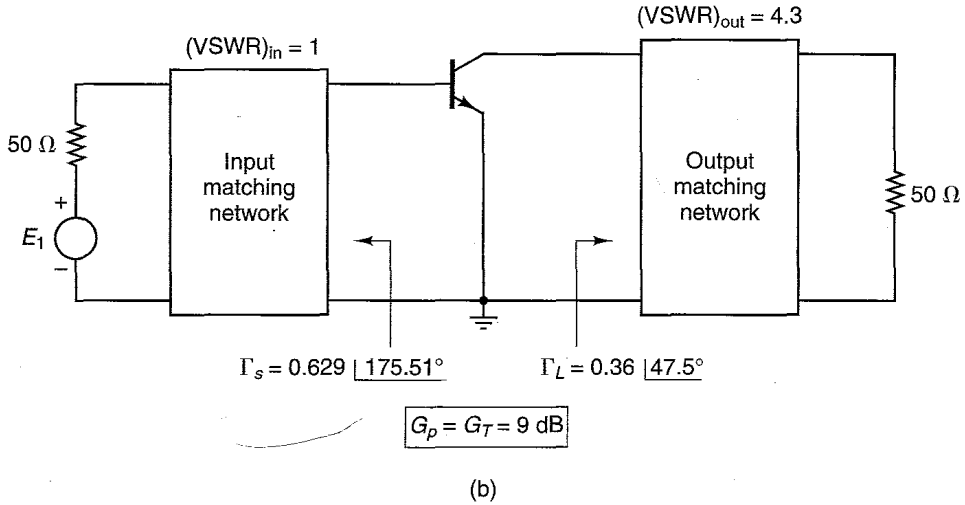 (VSWR)out = 4.3
(VSWR)in = 1
50 Ω
Input
matching
network
Output
matching
network
50 Ω
+
E1
−
Γs = 0.629 |175.51°
ΓL = 0.36 |47.5°
Gp = GT = 9 dB
(b)